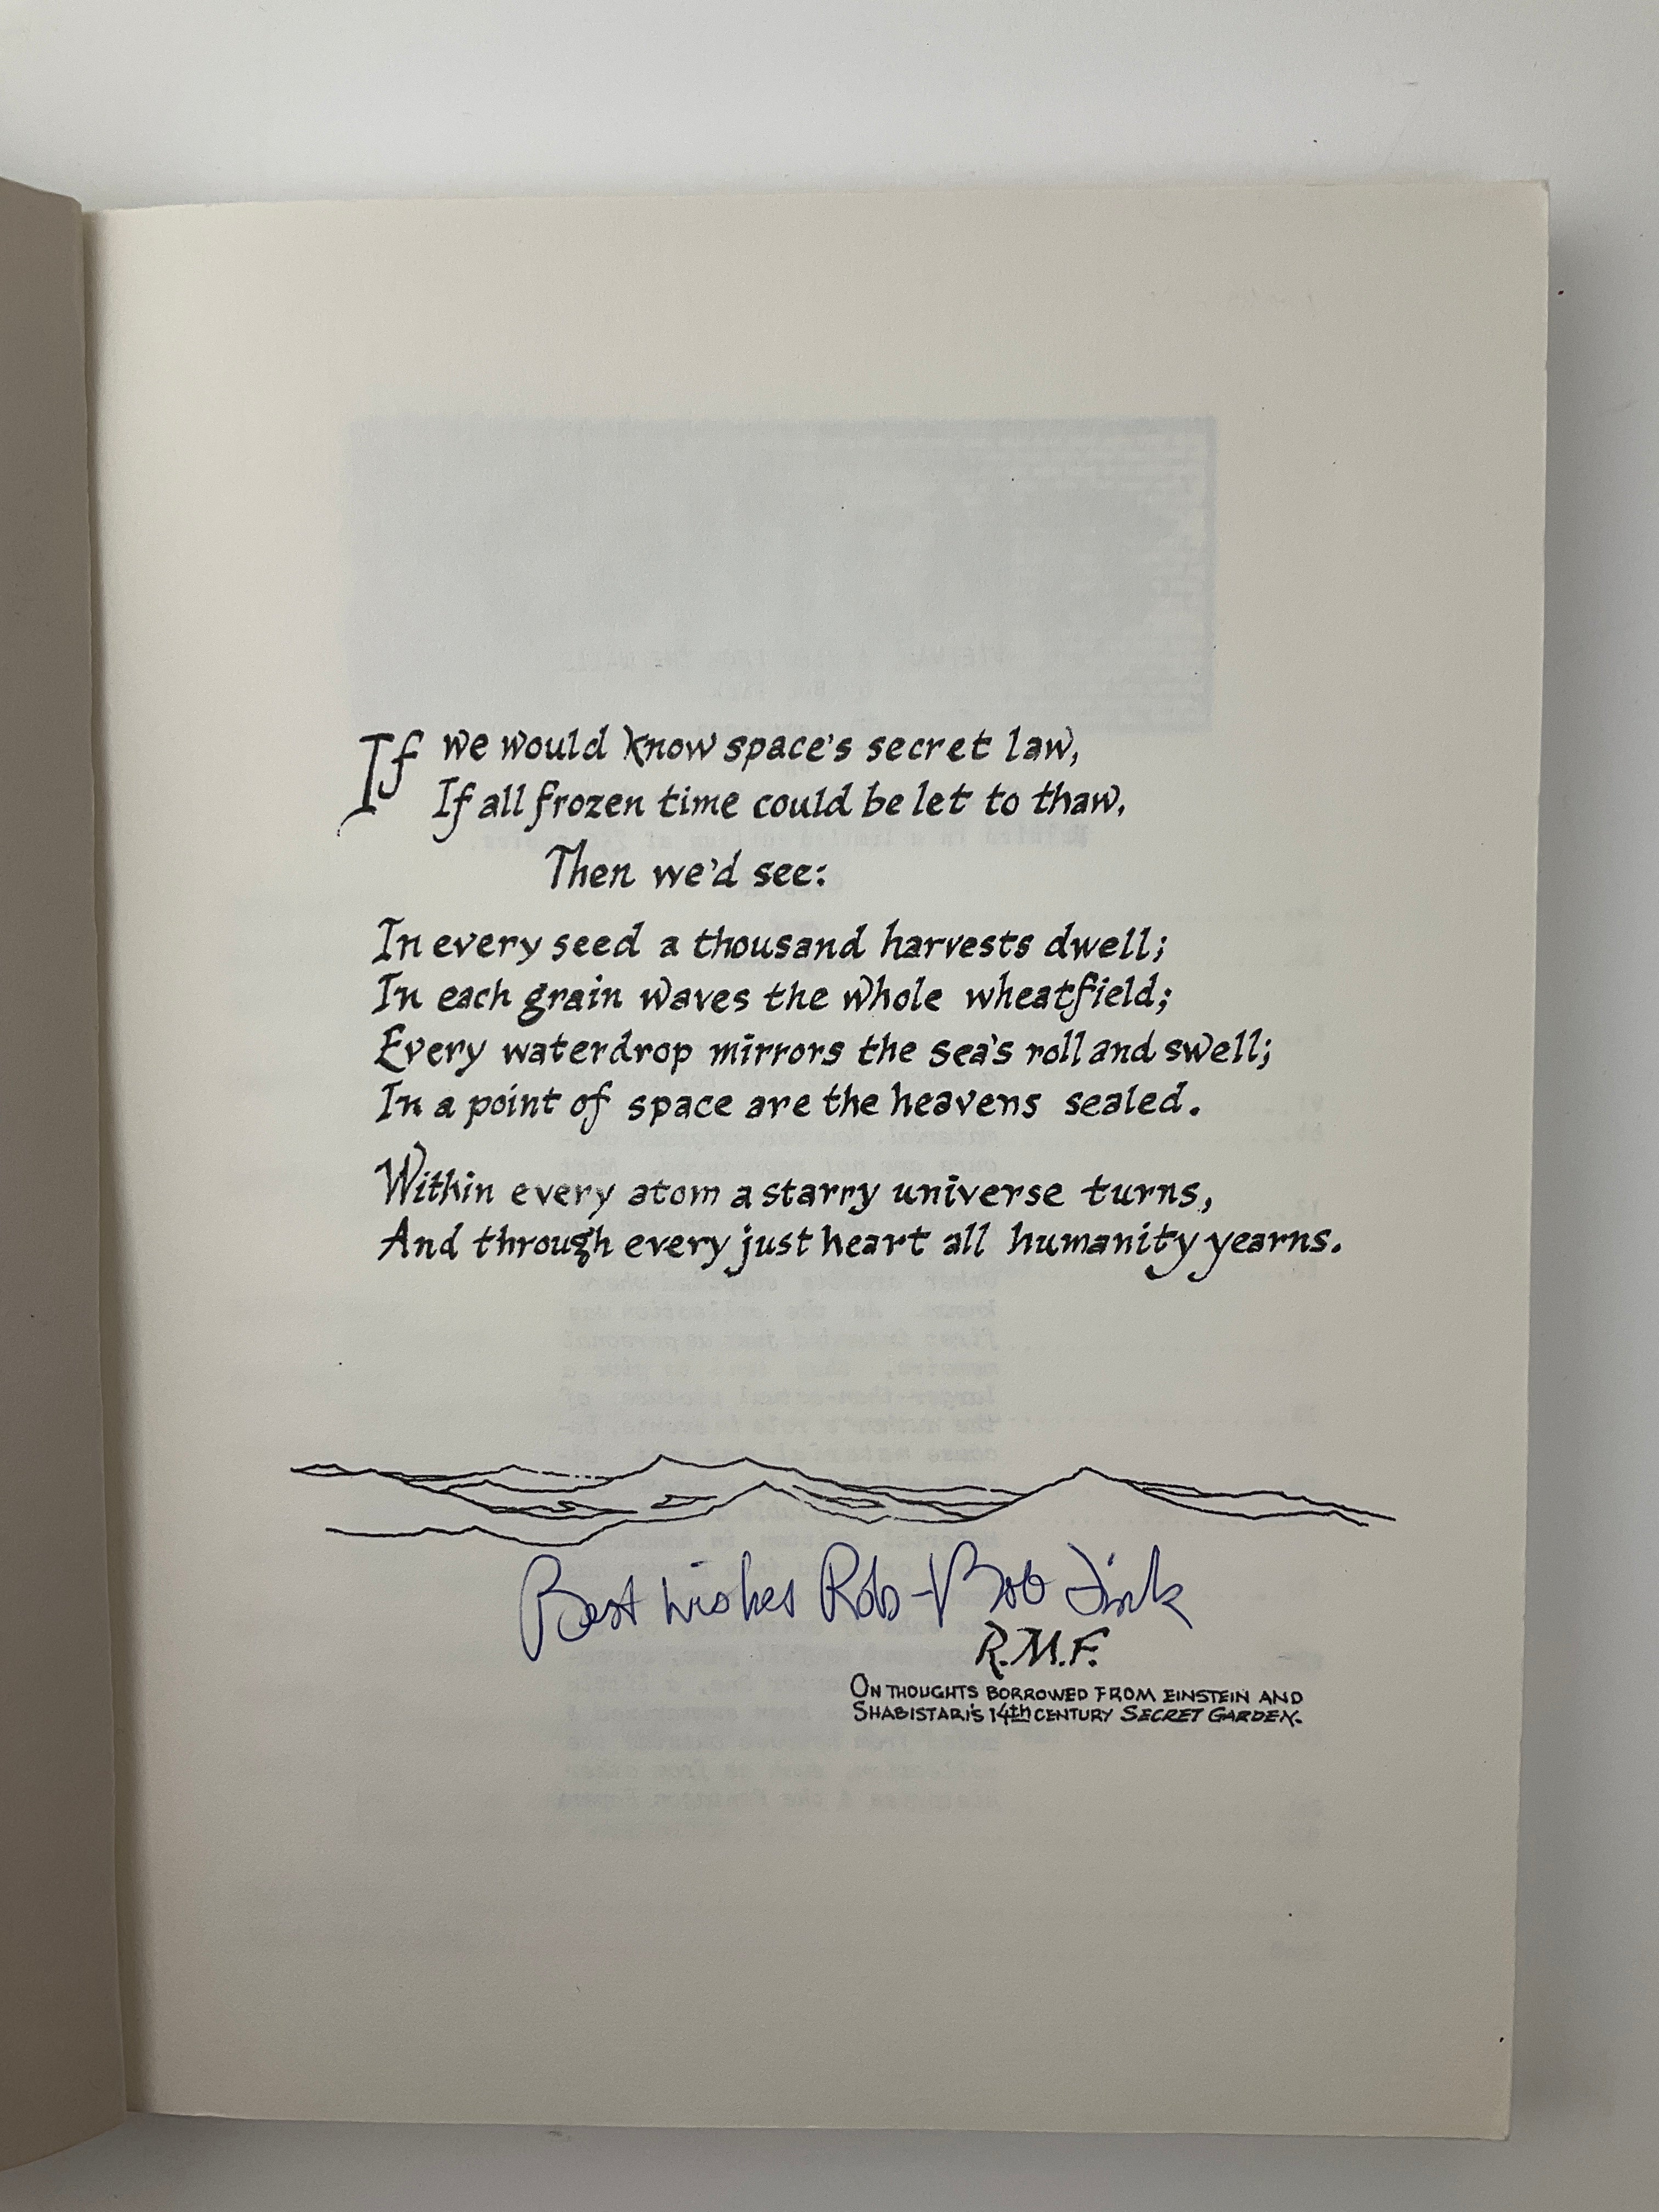 If we would know space's secret law,
If all frozen time could be let to thaw,
Then we'd see:
In every seed a thousand harvests dwell;
In each grain waves the whole wheatfield;
Every waterdrop mirrors the sea's roll and swell;
In a point of space are the heavens sealed.
Within every atom a starry universe turns,
And through every just heart all humanity yearns.
Best wishes Rob - Bob Fink
R.M.F.
ON THOUGHTS BORROWED FROM EINSTEIN AND
SHABISTARI'S 14th CENTURY SECRET GARDEN.